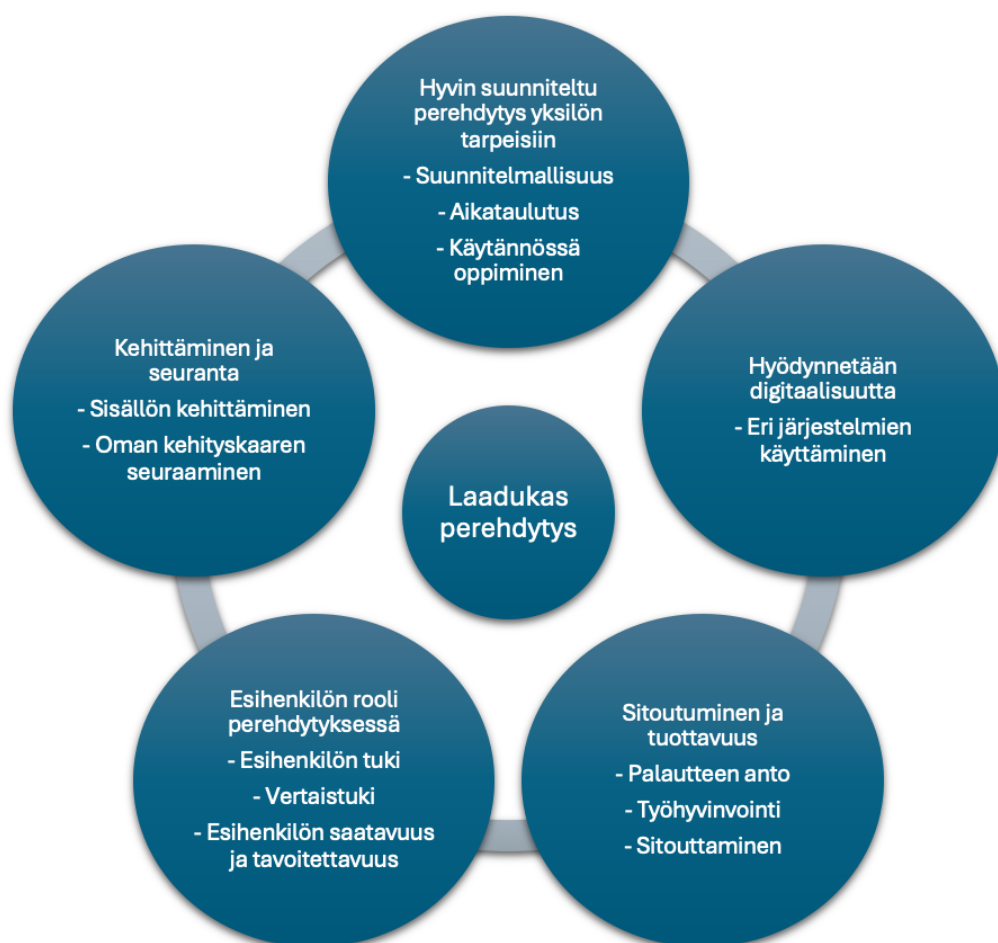 Hyvin suunniteltu
perehdytys yksilön
tarpeisiin
- Suunnitelmallisuus
- Aikataulutus
- Käytännössä
oppiminen
Hyödynnetään
digitaalisuutta
- Eri järjestelmien
käyttäminen
Sitoutuminen ja
tuottavuus
- Palautteen anto
- Työhyvinvointi
- Sitouttaminen
Esihenkilön rooli
perehdytyksessä
- Esihenkilön tuki
- Vertaistuki
- Esihenkilön saatavuus
ja tavoitettavuus
Kehittäminen ja
seuranta
- Sisällön kehittäminen
- Oman kehityskaaren
seuraaminen
Laadukas
perehdytys